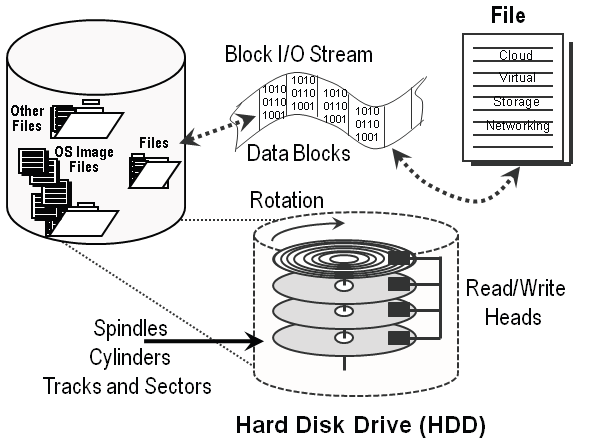 File
Block I/O Stream
Cloud
Virtual
Storage
Networking
1010
0110
1001
1010
0110
1001
1010
0110
1001
1010
0110
1001
Data Blocks
Other
Files
OS Image
Files
Files
Rotation
Read/Write
Heads
Spindles
Cylinders
Tracks and Sectors
Hard Disk Drive (HDD)